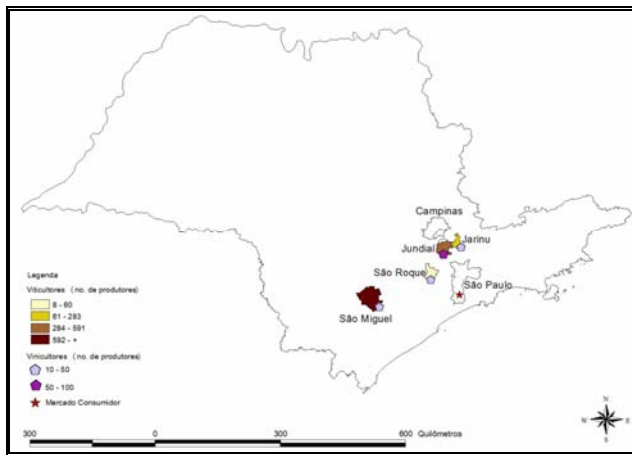 Campinas
Jarinu
Jundiaí
São Roque
São Paulo
São Miguel
Legenda
Viticultores (no. de produtores)
8 - 60
61 - 283
284 - 591
592 - +
Vinicultores (no. de produtores)
10 - 50
50 - 100
Mercado Consumidor
N
W E
S
300 0 300 600 Quilômetros